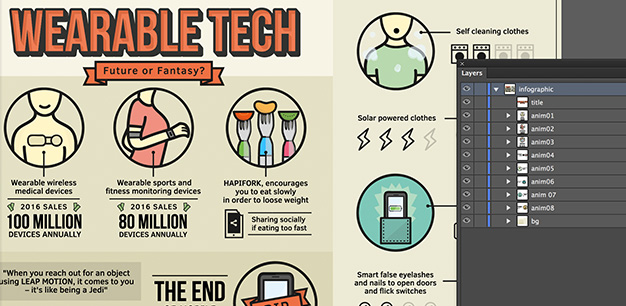 WEARABLE TECH
Future or Fantasy?
Wearable wireless
medical devices
2016 SALES
100 MILLION
DEVICES ANNUALLY
Wearable sports and
fitness monitoring devices
2016 SALES
80 MILLION
DEVICES ANNUALLY
HAPIFORK, encourages
you to eat slowly
in order to loose weight
Sharing socially
if eating too fast
"When you reach out for an object
using LEAP MOTION, it comes to you
– it's like being a Jedi"
THE END
Self cleaning clothes
Solar powered clothes
Smart false eyelashes
and nails to open doors
and flick switches
Layers
infographic
title
anim01
anim02
anim03
anim04
anim05
anim06
anim 07
anim08
bg